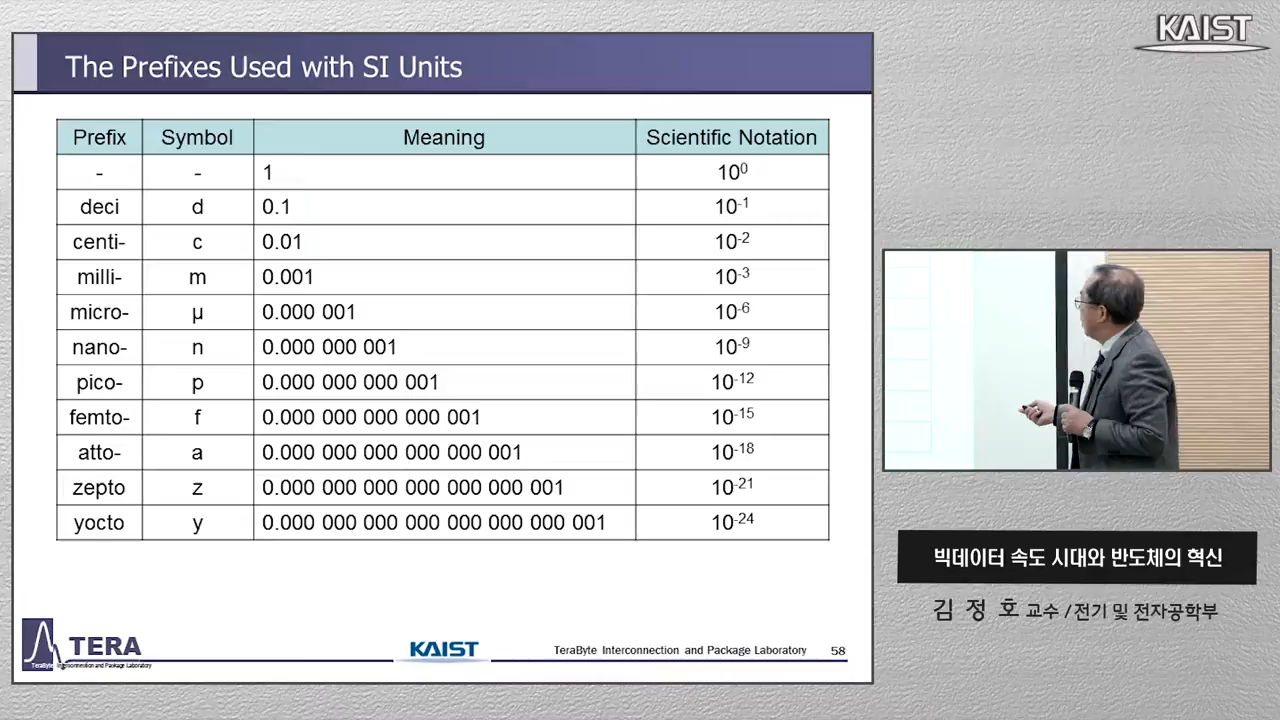 KAIST
The Prefixes Used with SI Units
Prefix Symbol Meaning Scientific Notation
- - 1 10⁰
deci d 0.1 10⁻¹
centi- c 0.01 10⁻²
milli- m 0.001 10⁻³
micro- µ 0.000 001 10⁻⁶
nano- n 0.000 000 001 10⁻⁹
pico- p 0.000 000 000 001 10⁻¹²
femto- f 0.000 000 000 000 001 10⁻¹⁵
atto- a 0.000 000 000 000 000 001 10⁻¹⁸
zepto z 0.000 000 000 000 000 000 001 10⁻²¹
yocto y 0.000 000 000 000 000 000 000 001 10⁻²⁴
빅데이터 속도 시대와 반도체의 혁신
김 정 호 교수 / 전기 및 전자공학부
TERA
TeraByte Interconnection and Package Laboratory
KAIST
TeraByte Interconnection and Package Laboratory 58